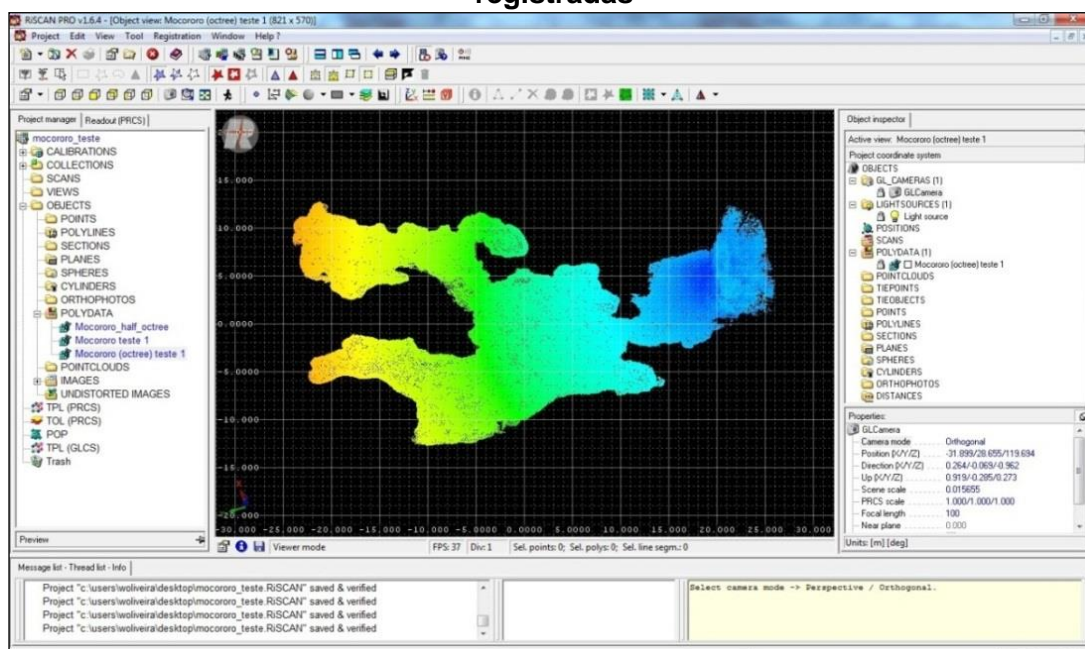 registradas
RiSCAN PRO v1.6.4 - [Object view: Mocororo (octree) teste 1 (821 x 570)]
Project Edit View Tool Registration Window Help ?
Project manager Readout (PRCS)
mocororo_teste
CALIBRATIONS
COLLECTIONS
SCANS
VIEWS
OBJECTS
POINTS
POLYLINES
SECTIONS
PLANES
SPHERES
CYLINDERS
ORTHOPHOTOS
POLYDATA
Mocororo_half_octree
Mocororo teste 1
Mocororo (octree) teste 1
POINTCLOUDS
IMAGES
UNDISTORTED IMAGES
TPL (PRCS)
TOL (PRCS)
POP
TPL (GLCS)
Trash
Preview
15.000
10.000
5.000
0.0000
-5.000
-10.000
-15.000
-20.000
-30.000 -25.000 -20.000 -15.000 -10.000 -5.0000 0.0000 5.0000 10.000 15.000 20.000 25.000 30.000
Viewer mode FPS: 37 Div: 1 Sel. points: 0; Sel. polys: 0; Sel. line segm.: 0
Object inspector
Active view: Mocororo (octree) teste 1
Project coordinate system
OBJECTS
GL_CAMERAS (1)
GLCamera
LIGHTSOURCES (1)
Light source
POSITIONS
SCANS
POLYDATA (1)
Mocororo (octree) teste 1
POINTCLOUDS
TIEPOINTS
TIEOBJECTS
POINTS
POLYLINES
SECTIONS
PLANES
SPHERES
CYLINDERS
ORTHOPHOTOS
DISTANCES
Properties:
GLCamera
Camera mode Orthogonal
Position (X/Y/Z) -31.899/28.655/119.694
Direction (X/Y/Z) 0.264/-0.069/-0.962
Up (X/Y/Z) 0.919/-0.285/0.273
Scene scale 0.015655
PRCS scale 1.000/1.000/1.000
Focal length 100
Near plane 0.000
Units: [m] [deg]
Message list - Thread list - Info
Project "c:\users\woliveira\desktop\mocororo_teste.RiSCAN" saved & verified
Project "c:\users\woliveira\desktop\mocororo_teste.RiSCAN" saved & verified
Project "c:\users\woliveira\desktop\mocororo_teste.RiSCAN" saved & verified
Project "c:\users\woliveira\desktop\mocororo_teste.RiSCAN" saved & verified
Select camera mode -> Perspective / Orthogonal.